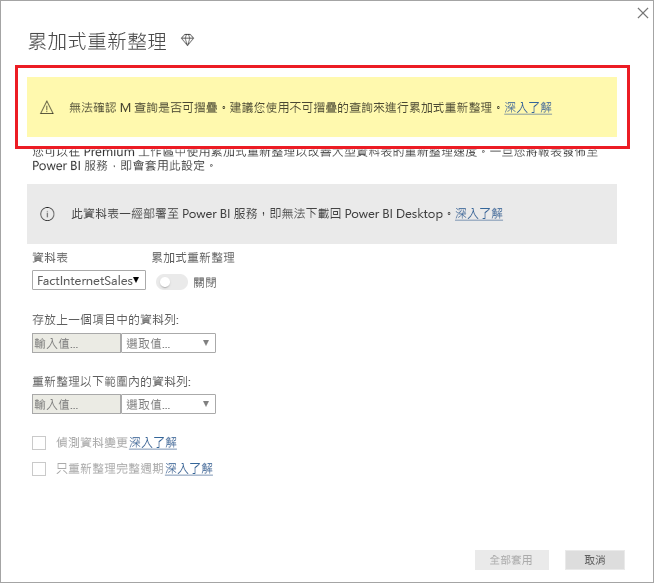 累加式重新整理
無法確認 M 查詢是否可摺疊。建議您使用不可摺疊的查詢來進行累加式重新整理。深入了解
您可以在 Premium 工作區中使用累加式重新整理以改善大型資料表的重新整理速度。一旦您將報表發佈至
Power BI 服務，即會套用此設定。
此資料表一經部署至 Power BI 服務，即無法下載回 Power BI Desktop。深入了解
資料表 累加式重新整理
FactInternetSales 關閉
存放上一個項目中的資料列:
輸入值... 選取值...
重新整理以下範圍內的資料列:
輸入值... 選取值...
偵測資料變更 深入了解
只重新整理完整週期 深入了解
全部套用 取消